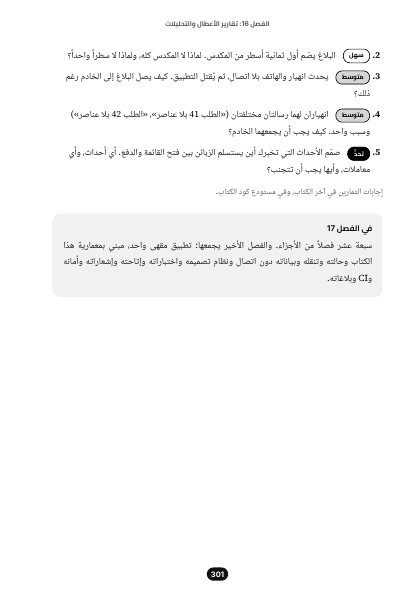 الفصل 16: تقارير الأعطال والتحليلات
2. سهل البلاغ يضم أول ثمانية أسطر من المكدس. لماذا لا المكدس كله، ولماذا لا سطراً واحداً؟
3. متوسط يحدث انهيار والهاتف بلا اتصال، ثم يُقتل التطبيق. كيف يصل البلاغ إلى الخادم رغم
ذلك؟
4. متوسط انهياران لهما رسالتان مختلفتان («الطلب 41 بلا عناصر»، «الطلب 42 بلا عناصر»)
وسبب واحد. كيف يجب أن يجمعهما الخادم؟
5. تحدٍّ صمّم الأحداث التي تخبرك أين يستسلم الزبائن بين فتح القائمة والدفع. أي أحداث، وأي
معاملات، وأيها يجب أن تتجنب؟
إجابات التمارين في آخر الكتاب، وفي مستودع كود الكتاب.
في الفصل 17
سبعة عشر فصلاً من الأجزاء. والفصل الأخير يجمعها: تطبيق مقهى واحد، مبني بمعمارية هذا
الكتاب وحالته وتنقله وبياناته دون اتصال ونظام تصميمه واختباراته وإتاحته وإشعاراته وأمانه
وCI وبلاغاته.
301